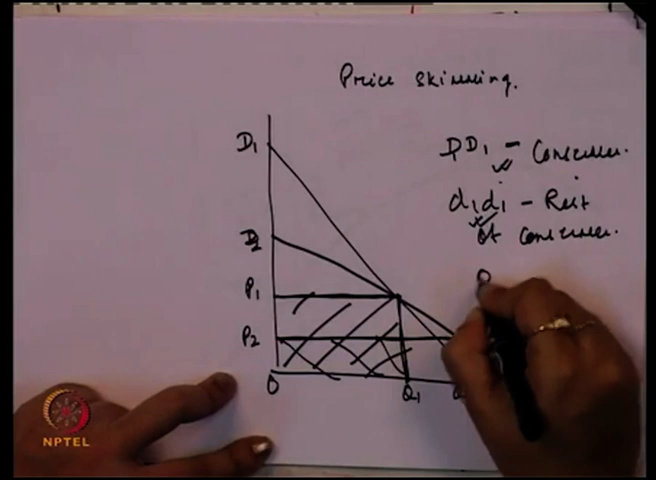 Price skimming.
D1
DD1 - Consumer.
d1d1 - Rest
of consumer.
D2
P1
P2
O
Q1
NPTEL